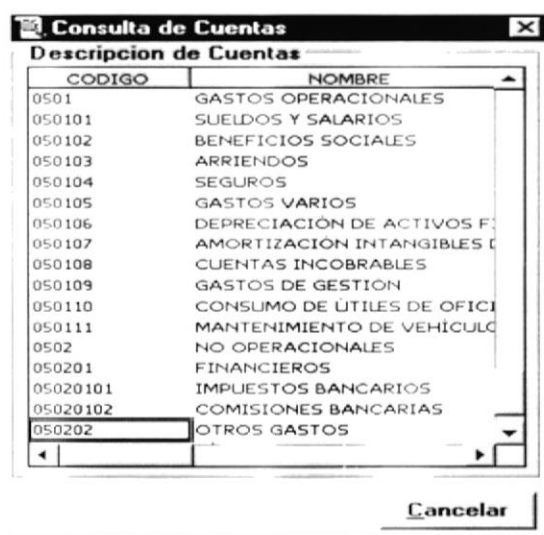 Consulta de Cuentas
Descripcion de Cuentas
CODIGO NOMBRE
0501 GASTOS OPERACIONALES
050101 SUELDOS Y SALARIOS
050102 BENEFICIOS SOCIALES
050103 ARRIENDOS
050104 SEGUROS
050105 GASTOS VARIOS
050106 DEPRECIACIÓN DE ACTIVOS
050107 AMORTIZACIÓN INTANGIBLES
050108 CUENTAS INCOBRABLES
050109 GASTOS DE GESTIÓN
050110 CONSUMO DE ÚTILES DE OFICI
050111 MANTENIMIENTO DE VEHÍCULO
0502 NO OPERACIONALES
050201 FINANCIEROS
05020101 IMPUESTOS BANCARIOS
05020102 COMISIONES BANCARIAS
050202 OTROS GASTOS
Cancelar